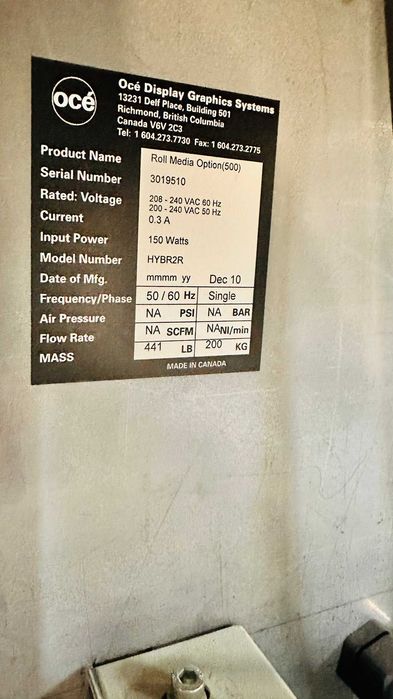 océ
Océ Display Graphics Systems
13231 Delf Place, Building 501
Richmond, British Columbia
Canada V6V 2C3
Tel: 1 604.273.7730 Fax: 1 604.273.2775
Product Name Roll Media Option(500)
Serial Number 3019510
Rated: Voltage 208 - 240 VAC 60 Hz
200 - 240 VAC 50 Hz
Current 0.3 A
Input Power 150 Watts
Model Number HYBR2R
Date of Mfg. mmmm yy Dec 10
Frequency/Phase 50 / 60 Hz Single
Air Pressure NA PSI NA BAR
Flow Rate NA SCFM NA Nl/min
MASS 441 LB 200 KG
MADE IN CANADA